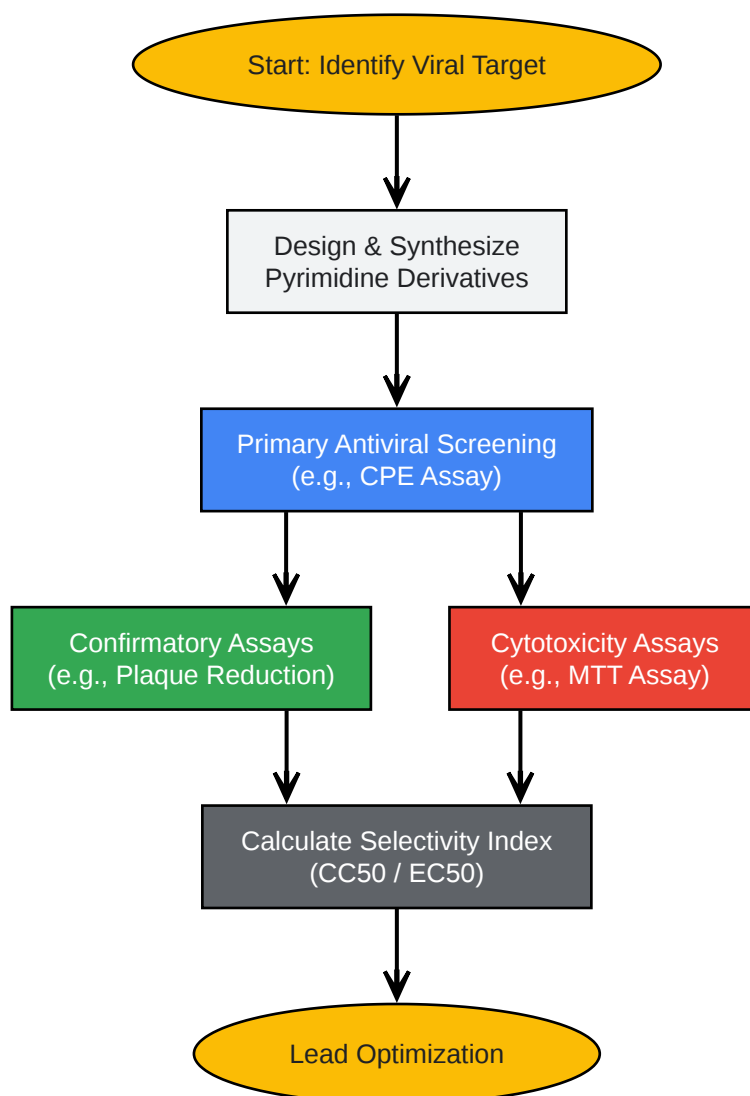 Start: Identify Viral Target
Design & Synthesize
Pyrimidine Derivatives
Primary Antiviral Screening
(e.g., CPE Assay)
Confirmatory Assays
(e.g., Plaque Reduction)
Cytotoxicity Assays
(e.g., MTT Assay)
Calculate Selectivity Index
(CC50 / EC50)
Lead Optimization